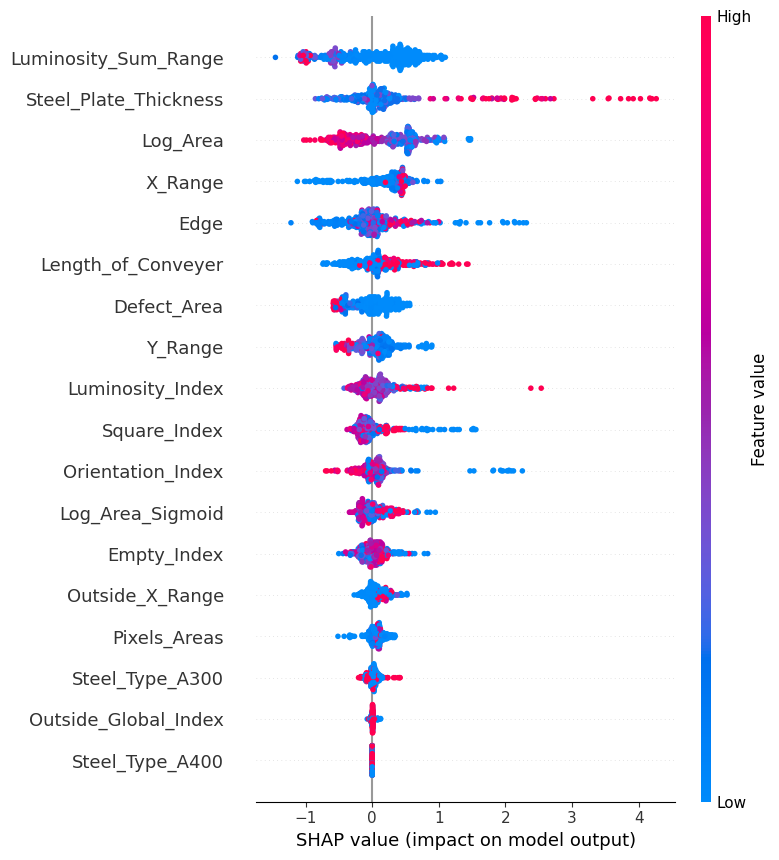 High
Luminosity_Sum_Range
Steel_Plate_Thickness
Log_Area
X_Range
Edge
Length_of_Conveyer
Defect_Area
Y_Range
Luminosity_Index
Square_Index
Orientation_Index
Log_Area_Sigmoid
Empty_Index
Outside_X_Range
Pixels_Areas
Steel_Type_A300
Outside_Global_Index
Steel_Type_A400
Feature value
Low
−1 0 1 2 3 4
SHAP value (impact on model output)